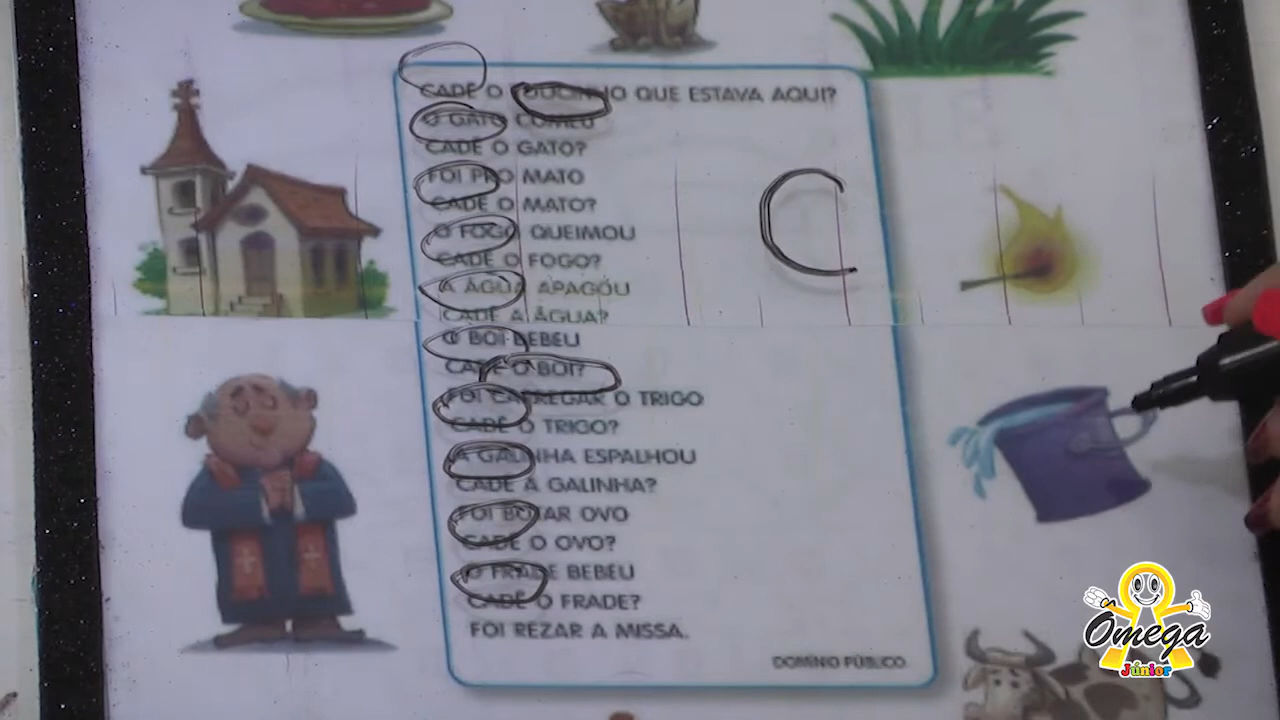 CADÊ O TOUCINHO QUE ESTAVA AQUI?
O GATO COMEU
CADÊ O GATO?
FOI PRO MATO
CADÊ O MATO?
O FOGO QUEIMOU
CADÊ O FOGO?
A ÁGUA APAGOU
CADÊ A ÁGUA?
O BOI BEBEU
CADÊ O BOI?
FOI CARREGAR O TRIGO
CADÊ O TRIGO?
A GALINHA ESPALHOU
CADÊ A GALINHA?
FOI BOTAR OVO
CADÊ O OVO?
O FRADE BEBEU
CADÊ O FRADE?
FOI REZAR A MISSA.
DOMÍNIO PÚBLICO
C
Omega
Júnior